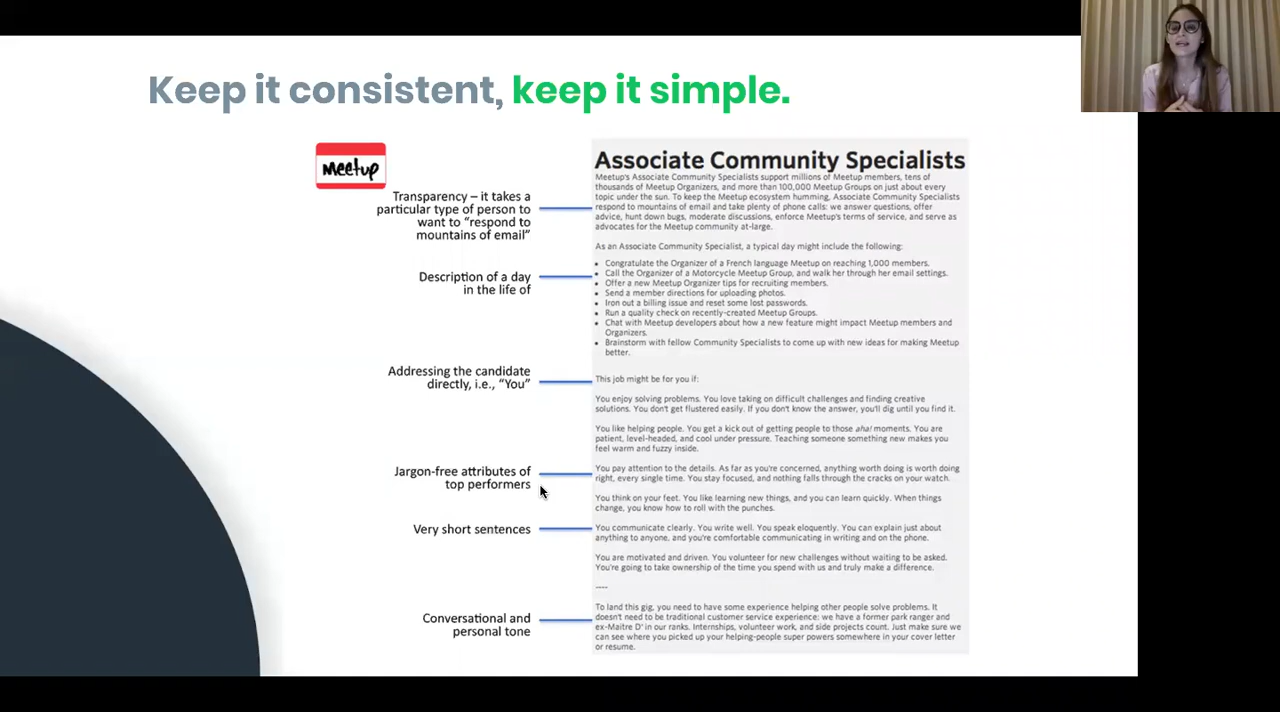 Keep it consistent, keep it simple.
meetup
Transparency – it takes a
particular type of person to
want to “respond to
mountains of email”
Description of a day
in the life of
Addressing the candidate
directly, i.e., “You”
Jargon-free attributes of
top performers
Very short sentences
Conversational and
personal tone
Associate Community Specialists
Meetup's Associate Community Specialists support millions of Meetup members, tens of
thousands of Meetup Organizers, and more than 100,000 Meetup Groups on just about every
topic under the sun. To keep the Meetup ecosystem humming, Associate Community Specialists
respond to mountains of email and take plenty of phone calls: we answer questions, offer
advice, hunt down bugs, moderate discussions, enforce Meetup's terms of service, and serve as
advocates for the Meetup community at-large.
As an Associate Community Specialist, a typical day might include the following:
• Congratulate the Organizer of a French language Meetup on reaching 1,000 members.
• Call the Organizer of a Motorcycle Meetup Group, and walk her through her email settings.
• Offer a new Meetup Organizer tips for recruiting members.
• Send a member directions for uploading photos.
• Iron out a billing issue and reset some lost passwords.
• Run a quality check on recently-created Meetup Groups.
• Chat with Meetup developers about how a new feature might impact Meetup members and
Organizers.
• Brainstorm with fellow Community Specialists to come up with new ideas for making Meetup
better.
This job might be for you if:
You enjoy solving problems. You love taking on difficult challenges and finding creative
solutions. You don't get flustered easily. If you don't know the answer, you'll dig until you find it.
You like helping people. You get a kick out of getting people to those aha! moments. You are
patient, level-headed, and cool under pressure. Teaching someone something new makes you
feel warm and fuzzy inside.
You pay attention to the details. As far as you're concerned, anything worth doing is worth doing
right, every single time. You stay focused, and nothing falls through the cracks on your watch.
You think on your feet. You like learning new things, and you can learn quickly. When things
change, you know how to roll with the punches.
You communicate clearly. You write well. You speak eloquently. You can explain just about
anything to anyone, and you're comfortable communicating in writing and on the phone.
You are motivated and driven. You volunteer for new challenges without waiting to be asked.
You're going to take ownership of the time you spend with us and truly make a difference.
----
To land this gig, you need to have some experience helping other people solve problems. It
doesn't need to be traditional customer service experience: we have a former park ranger and
ex-Maitre D' in our ranks. Internships, volunteer work, and side projects count. Just make sure we
can see where you picked up your helping-people super powers somewhere in your cover letter
or resume.